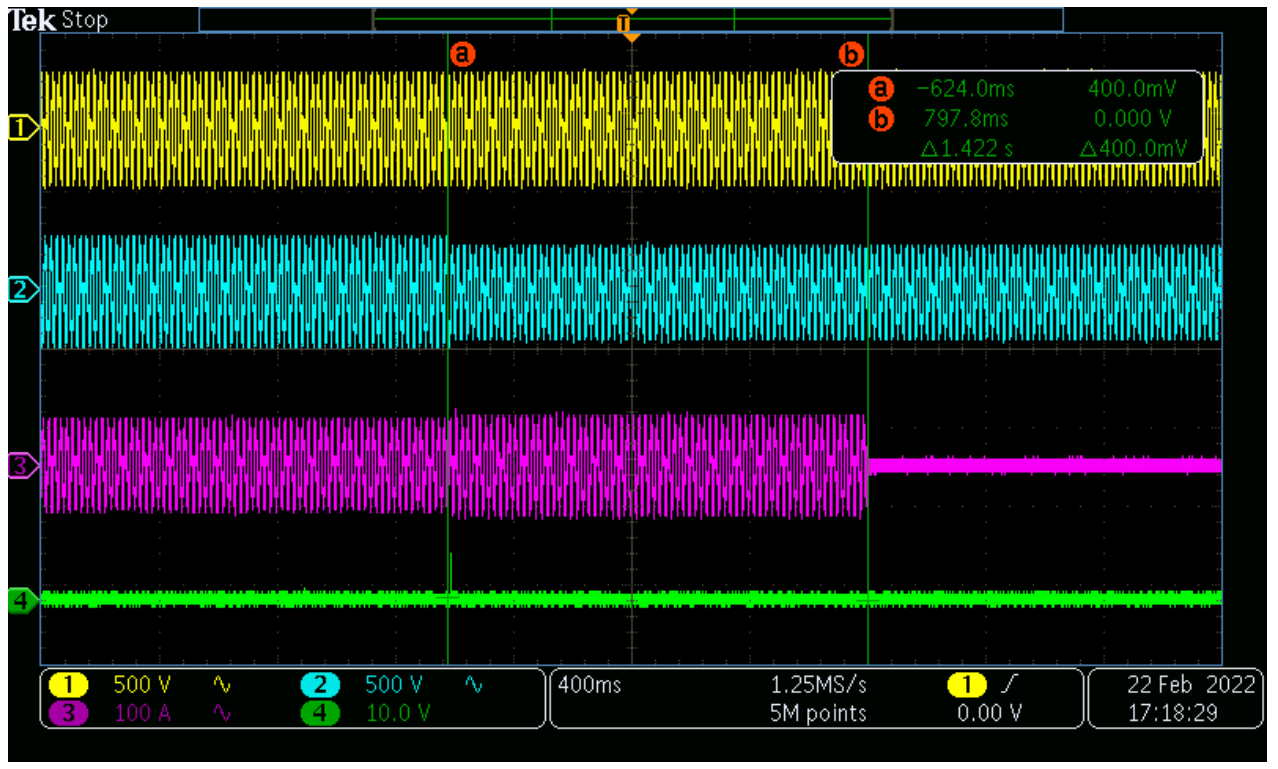 Tek Stop
T
a b
a -624.0ms 400.0mV
b 797.8ms 0.000 V
△1.422 s △400.0mV
1
2
3
4
1 500 V 2 500 V 400ms 1.25MS/s 1 0.00 V 22 Feb 2022
3 100 A 4 10.0 V 5M points 17:18:29